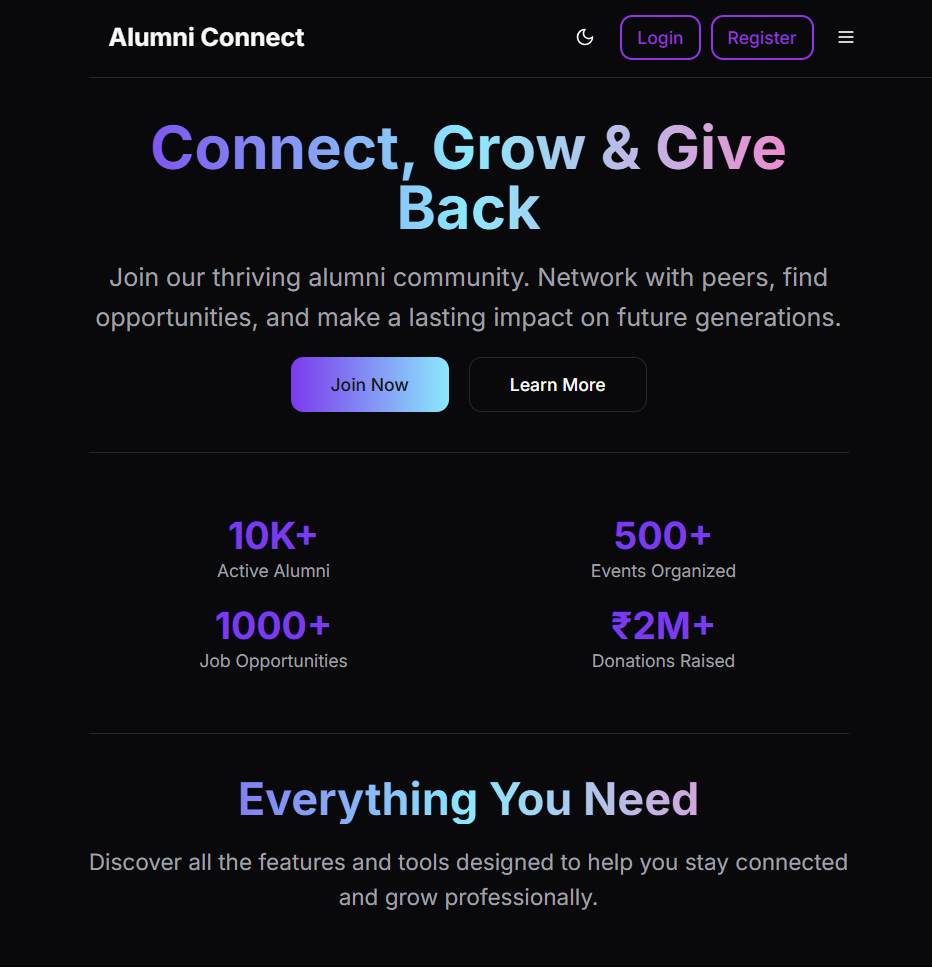 Alumni Connect
Login
Register
Connect, Grow & Give
Back
Join our thriving alumni community. Network with peers, find
opportunities, and make a lasting impact on future generations.
Join Now
Learn More
10K+
Active Alumni
500+
Events Organized
1000+
Job Opportunities
₹2M+
Donations Raised
Everything You Need
Discover all the features and tools designed to help you stay connected
and grow professionally.